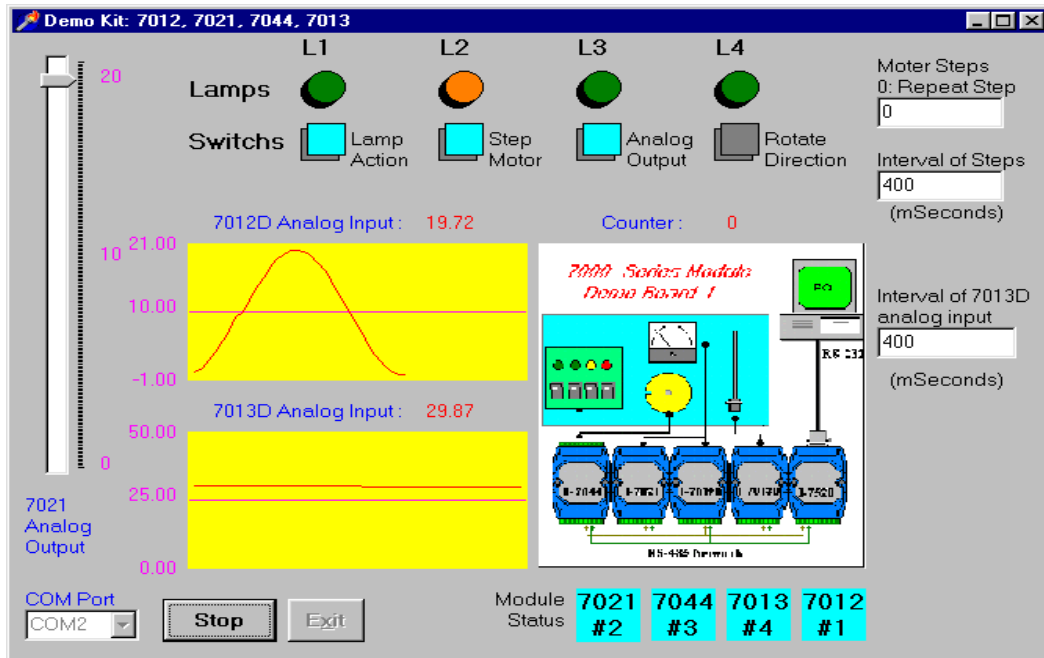 Demo Kit: 7012, 7021, 7044, 7013
L1 L2 L3 L4
Lamps
Switchs
Lamp Action
Step Motor
Analog Output
Rotate Direction
Moter Steps
0: Repeat Step
0
Interval of Steps
400
(mSeconds)
20
10
0
7021
Analog
Output
7012D Analog Input : 19.72
Counter : 0
21.00
10.00
-1.00
7013D Analog Input : 29.87
50.00
25.00
0.00
7000 Series Module
Demo Board 1
RS-485 Network
Interval of 7013D
analog input
400
(mSeconds)
COM Port
COM2
Stop
Exit
Module
Status
7021 #2
7044 #3
7013 #4
7012 #1